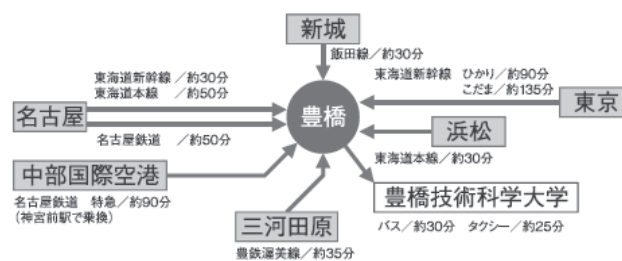 新城
飯田線／約30分
東海道新幹線／約30分
東海道本線　／約50分
東海道新幹線　ひかり／約90分
こだま／約135分
名古屋
豊橋
東京
浜松
名古屋鉄道　／約50分
東海道本線／約30分
中部国際空港
名古屋鉄道　特急／約90分
（神宮前駅で乗換）
三河田原
豊鉄渥美線／約35分
豊橋技術科学大学
バス／約30分　タクシー／約25分